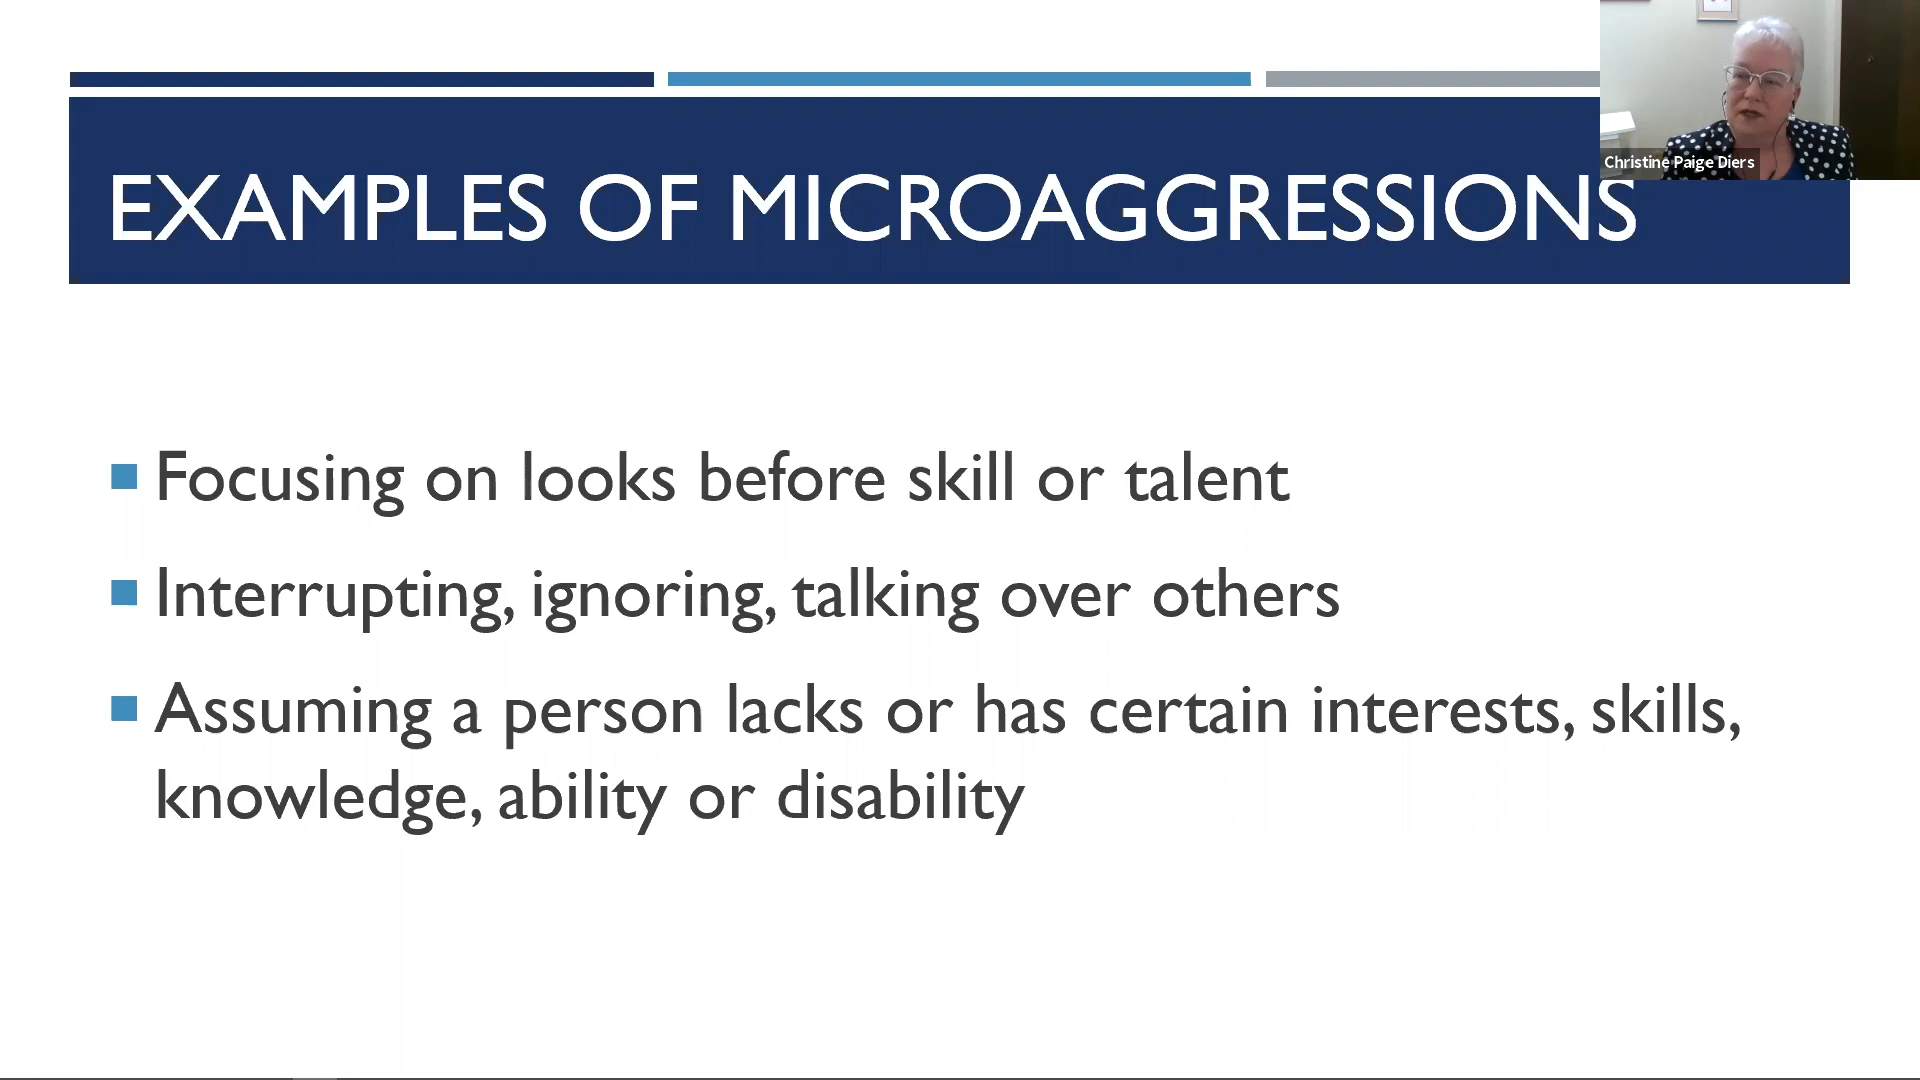 Christine Paige Diers
EXAMPLES OF MICROAGGRESSIONS
Focusing on looks before skill or talent
Interrupting, ignoring, talking over others
Assuming a person lacks or has certain interests, skills,
knowledge, ability or disability